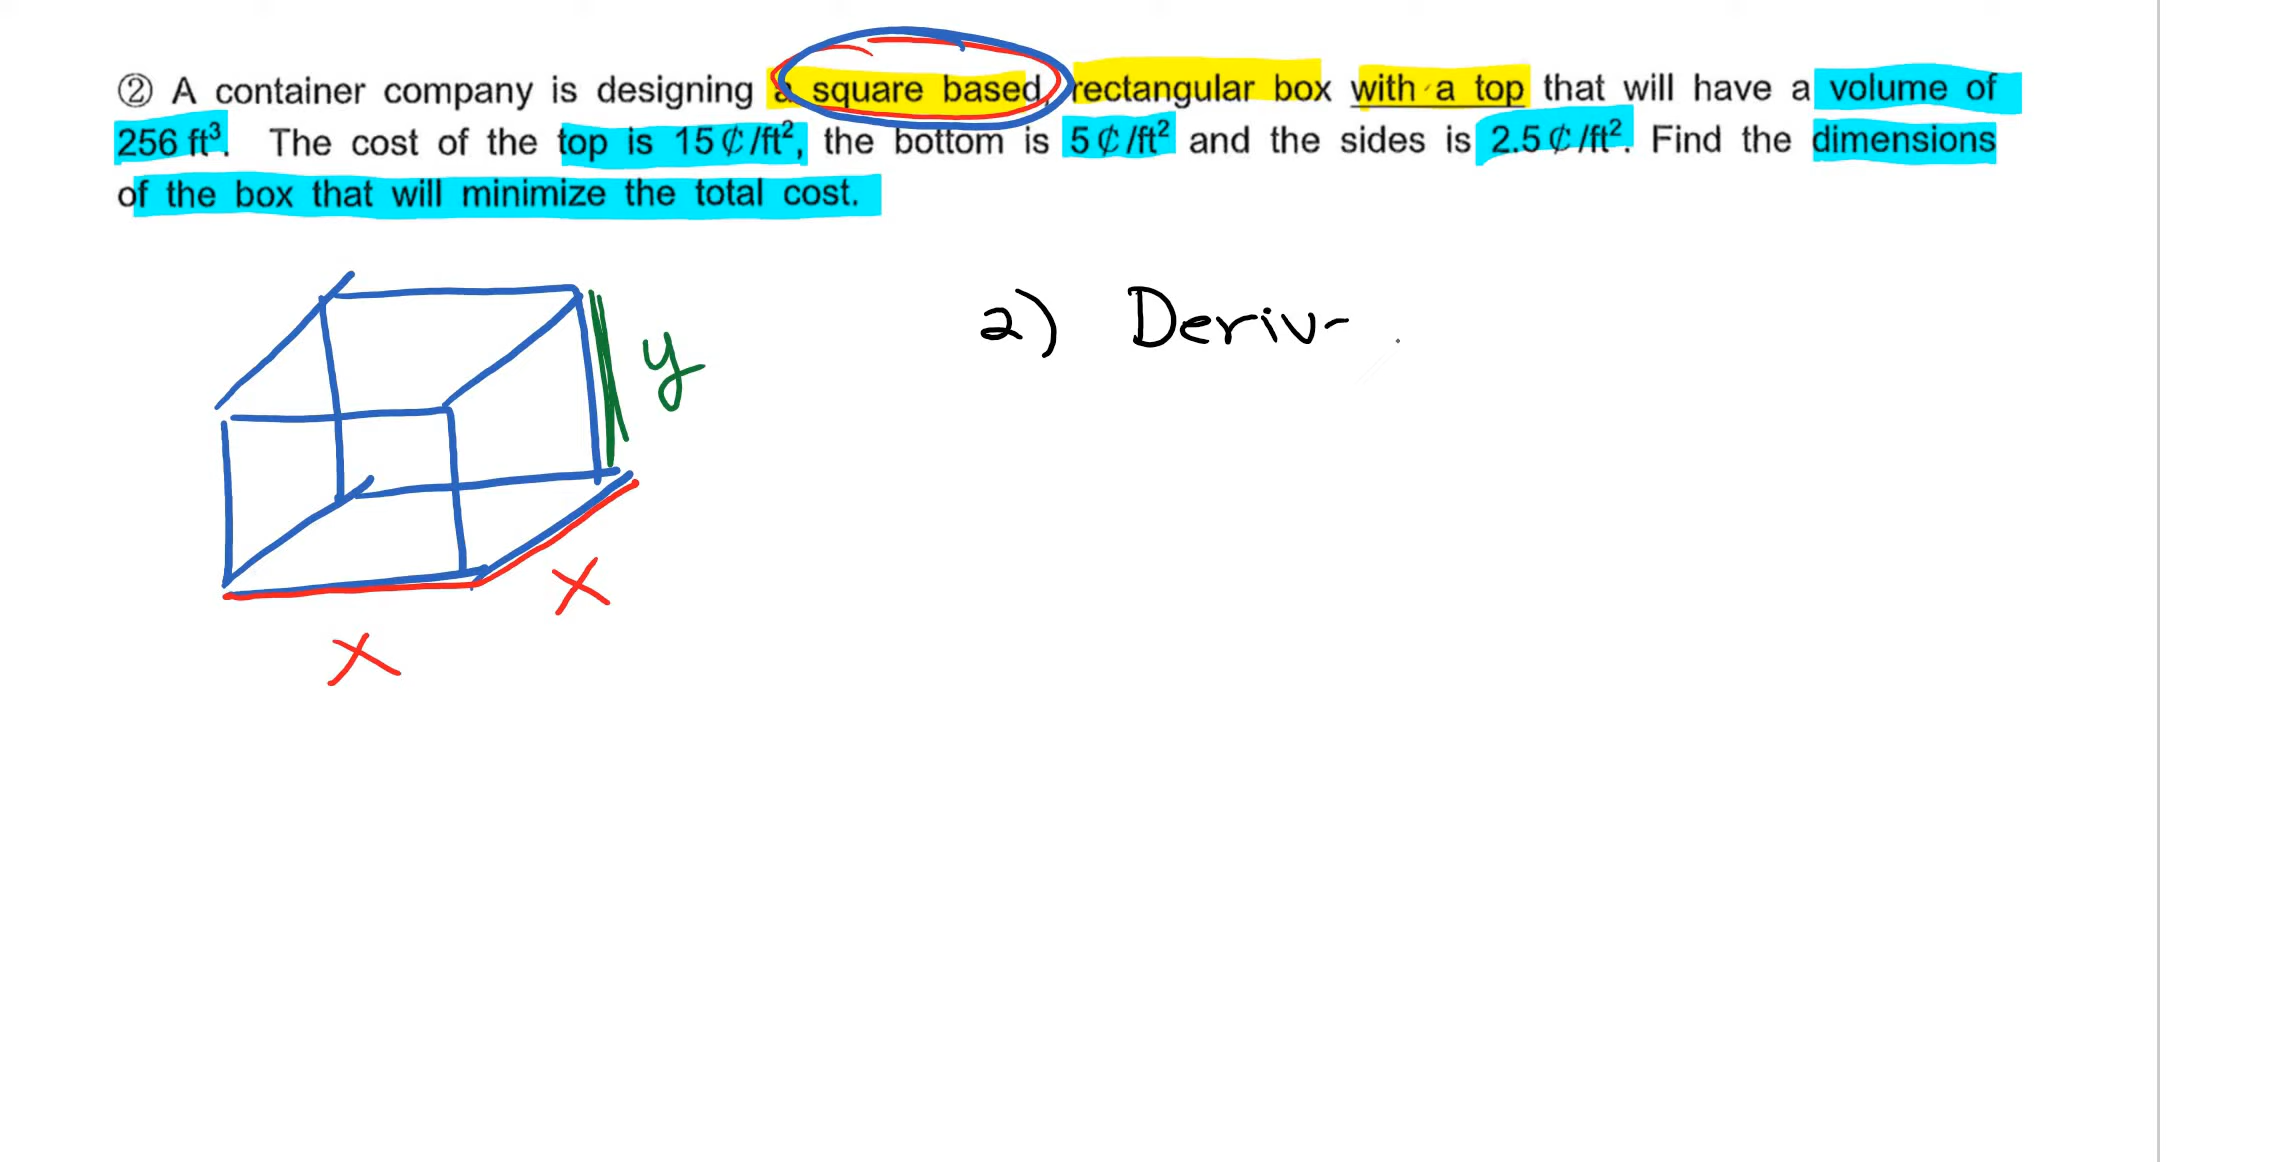 ② A container company is designing a square based, rectangular box with a top that will have a volume of
256 ft³. The cost of the top is 15 ¢/ft², the bottom is 5 ¢/ft² and the sides is 2.5 ¢/ft². Find the dimensions
of the box that will minimize the total cost.
2) Deriv-
y
x
x